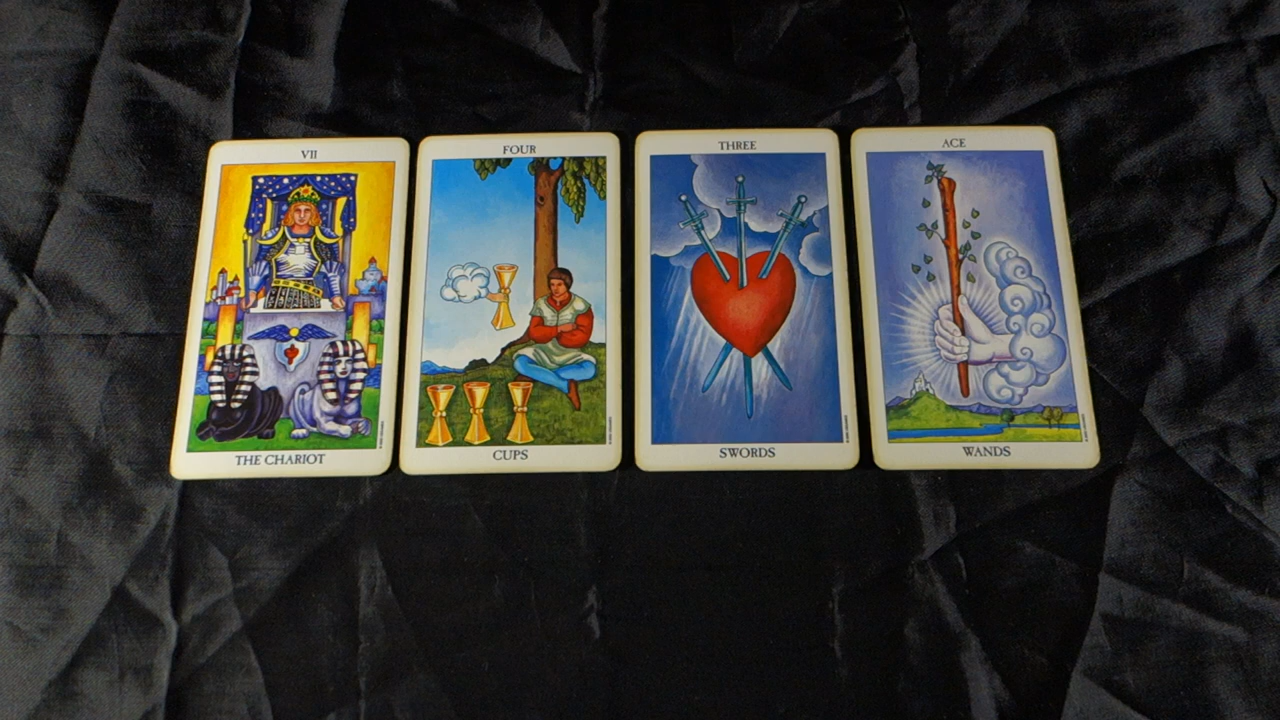 VII
THE CHARIOT
FOUR
CUPS
THREE
SWORDS
ACE
WANDS